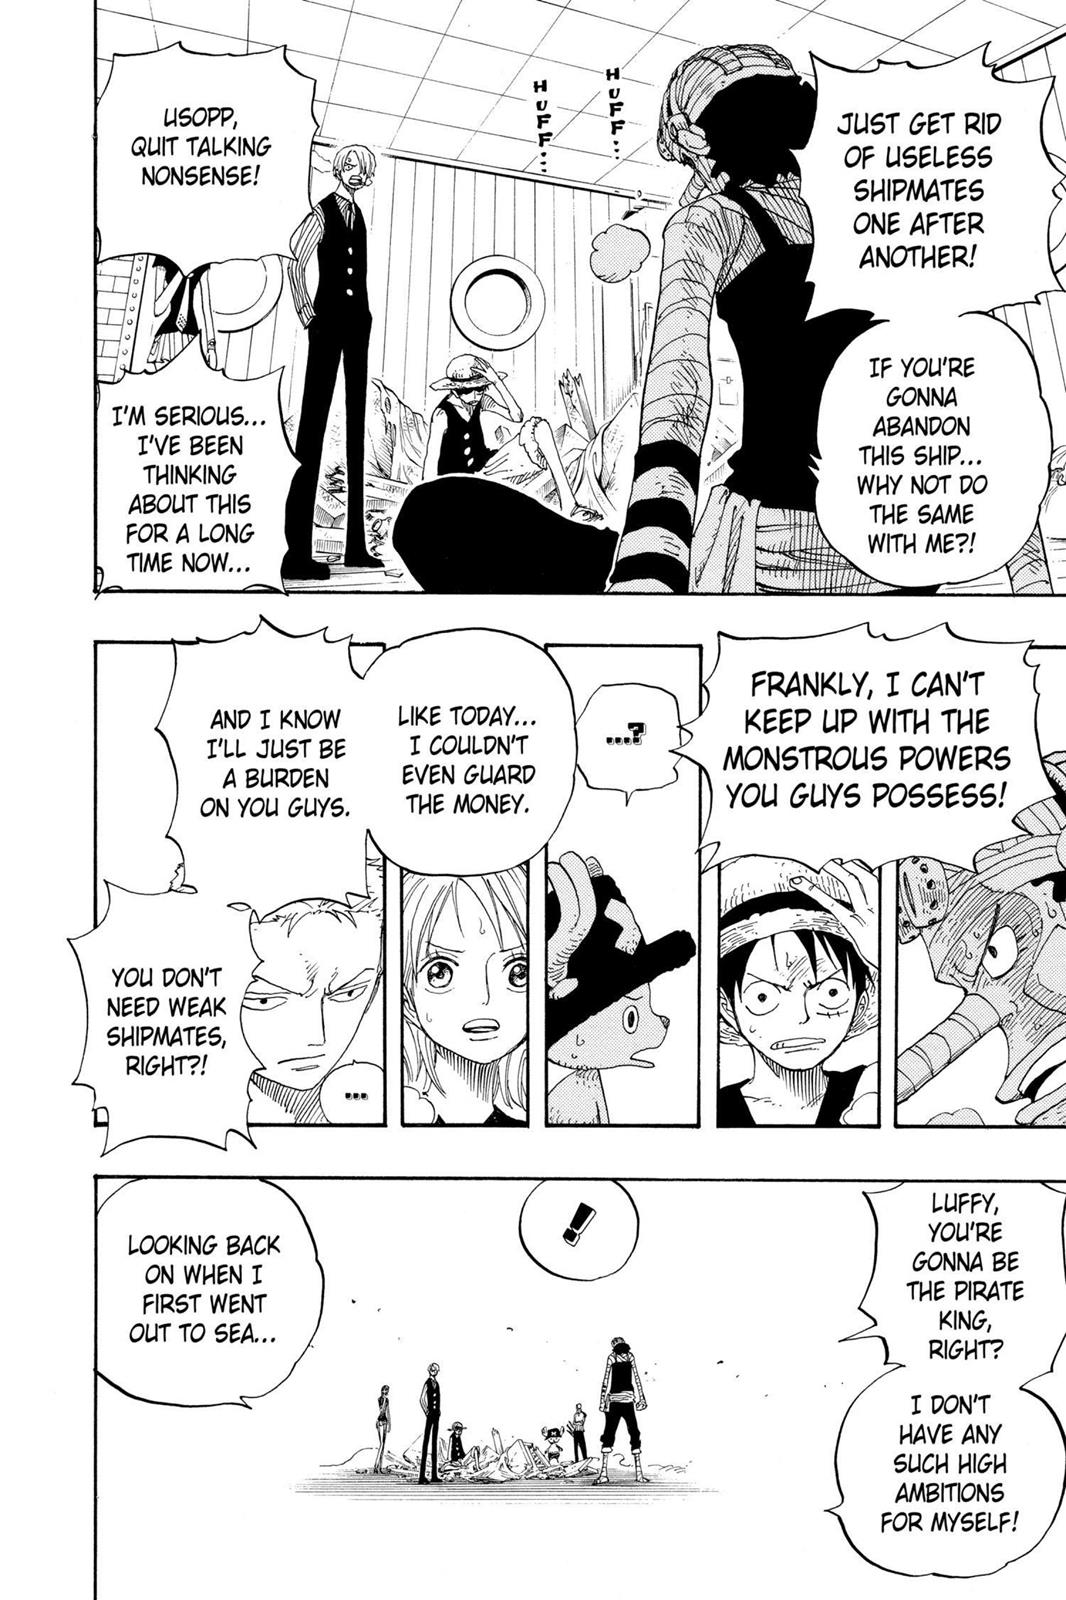 JUST GET RID
OF USELESS
SHIPMATES
ONE AFTER
ANOTHER!
IF YOU'RE
GONNA
ABANDON
THIS SHIP...
WHY NOT DO
THE SAME
WITH ME?!
HUFF...
HUFF...
USOPP,
QUIT TALKING
NONSENSE!
I'M SERIOUS...
I'VE BEEN
THINKING
ABOUT THIS
FOR A LONG
TIME NOW...
FRANKLY, I CAN'T
KEEP UP WITH THE
MONSTROUS POWERS
YOU GUYS POSSESS!
....?
LIKE TODAY...
I COULDN'T
EVEN GUARD
THE MONEY.
AND I KNOW
I'LL JUST BE
A BURDEN
ON YOU GUYS.
...
YOU DON'T
NEED WEAK
SHIPMATES,
RIGHT?!
LUFFY,
YOU'RE
GONNA BE
THE PIRATE
KING,
RIGHT?
I DON'T
HAVE ANY
SUCH HIGH
AMBITIONS
FOR MYSELF!
!
LOOKING BACK
ON WHEN I
FIRST WENT
OUT TO SEA...